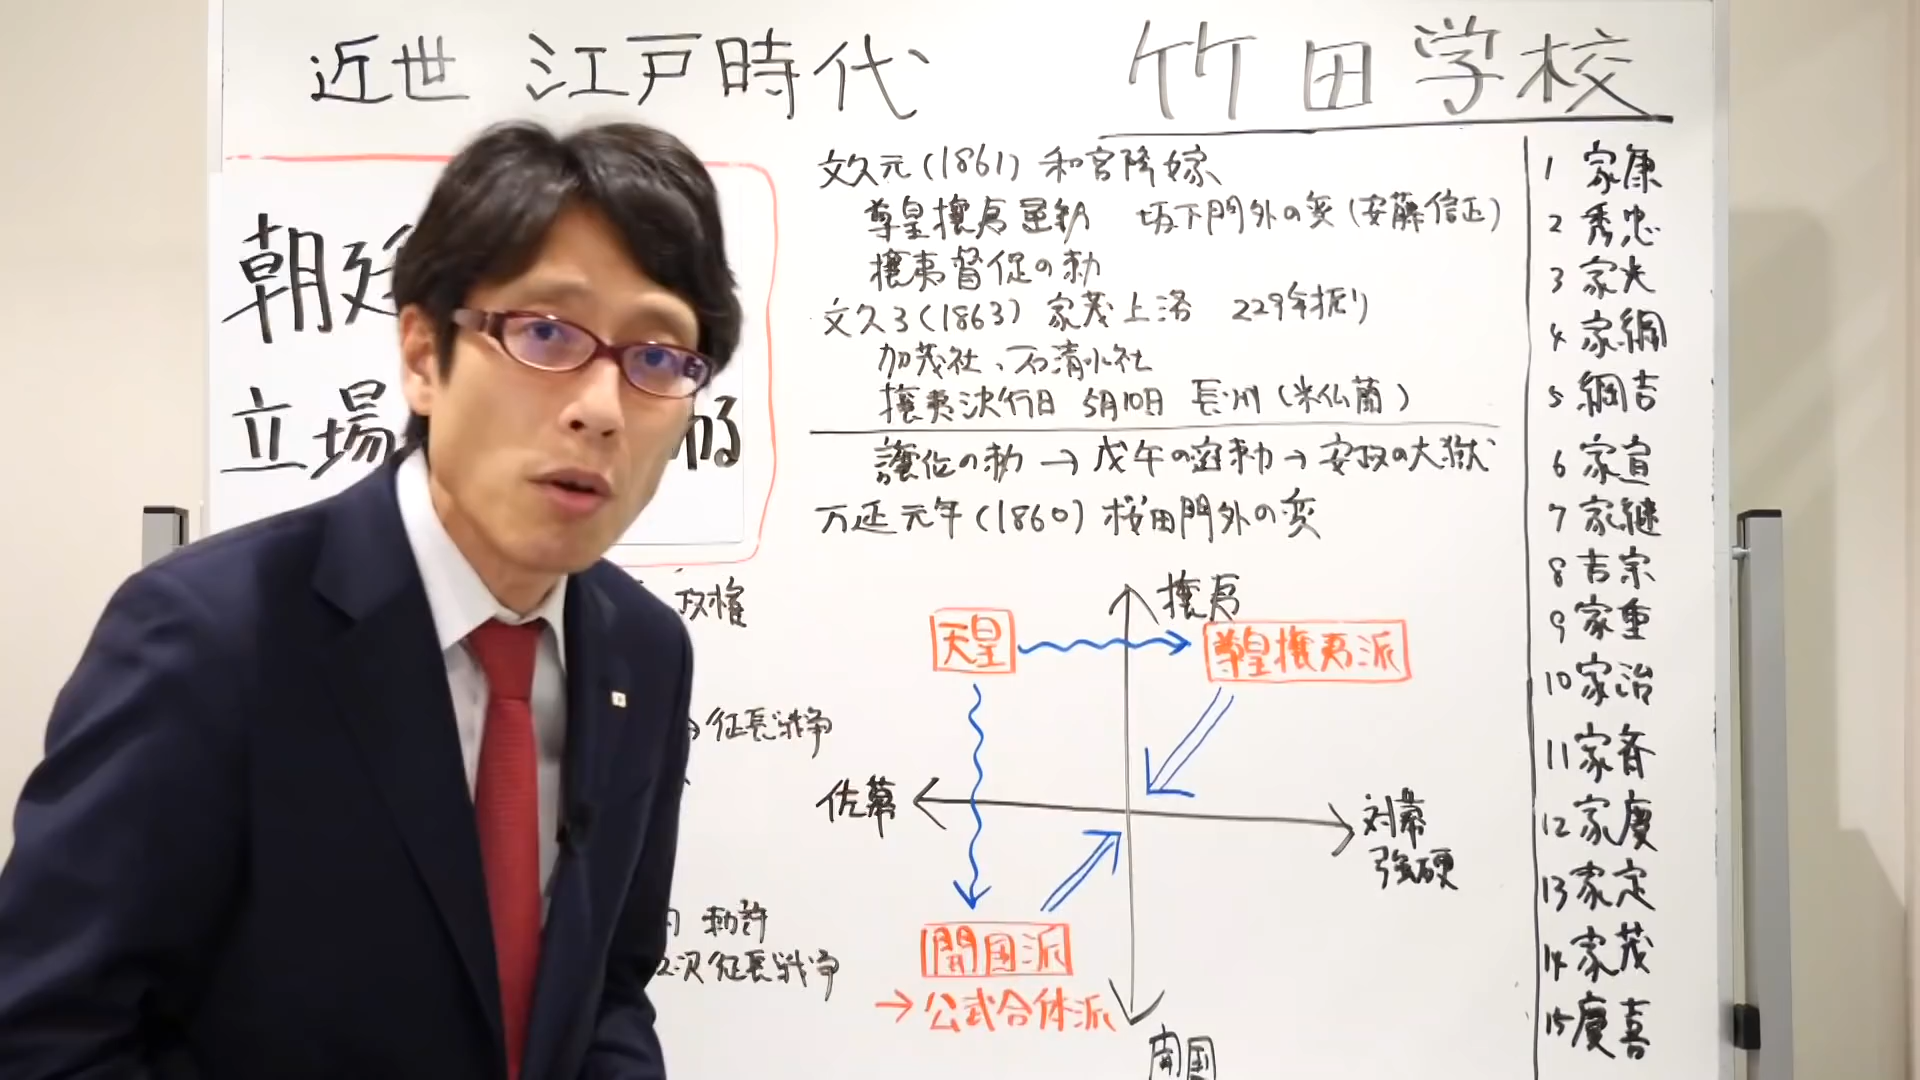 近世 江戸時代
竹田学校
朝廷
立場
わる
政権
征長戦争
勅許
2次征長戦争
文久元(1861) 和宮降嫁
尊皇攘夷運動 坂下門外の変(安藤信正)
攘夷督促の勅
文久3(1863) 家茂上洛 229年振り
加茂社、石清水社
攘夷決行日 5月10日 長州(米仏蘭)
譲位の勅→戊午の密勅→安政の大獄
万延元年(1860) 桜田門外の変
攘夷
天皇
尊皇攘夷派
佐幕
対幕
強硬
開国派
→公武合体派
開国
1 家康
2 秀忠
3 家光
4 家綱
5 綱吉
6 家宣
7 家継
8 吉宗
9 家重
10 家治
11 家斉
12 家慶
13 家定
14 家茂
15 慶喜